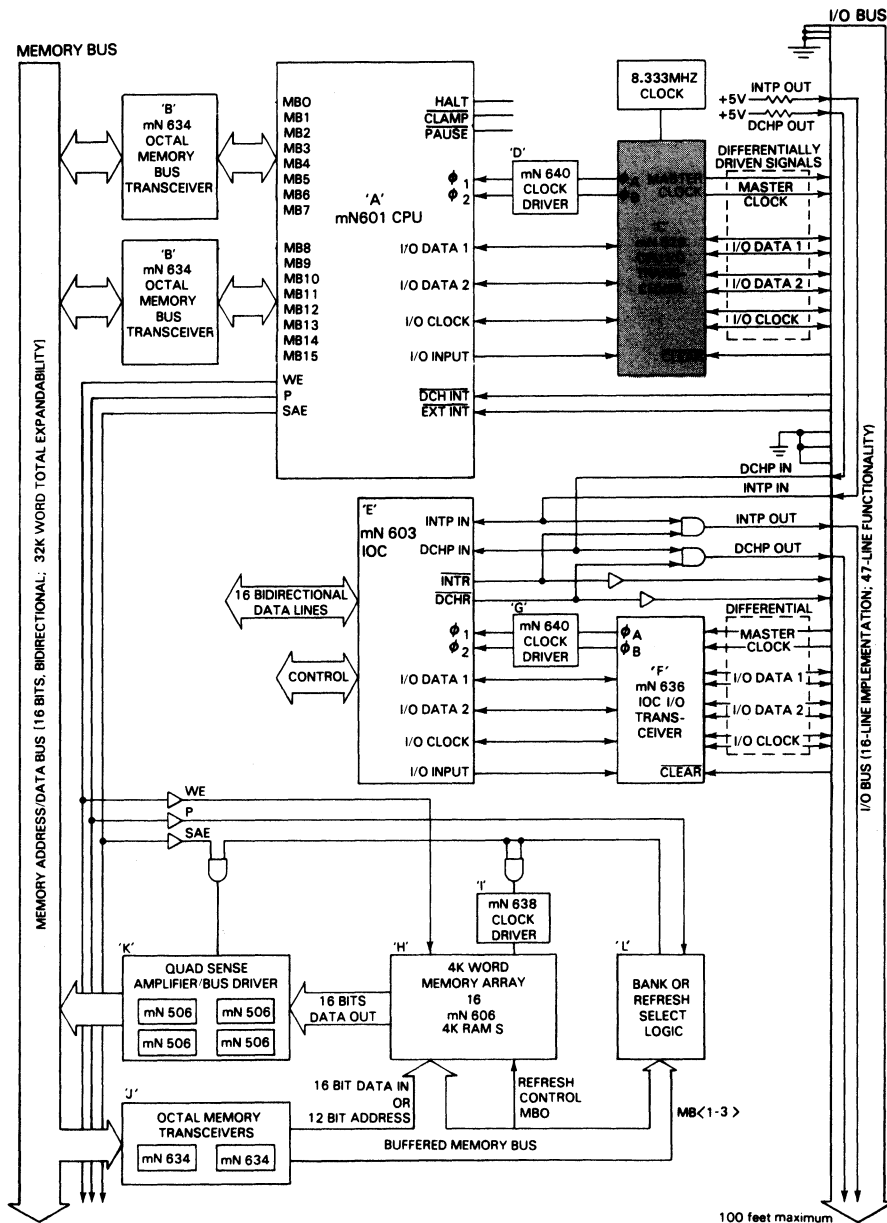 I/O BUS
MEMORY BUS
8.333MHZ
CLOCK
INTP OUT
+5V
+5V
DCHP OUT
'B'
mN 634
OCTAL
MEMORY
BUS
TRANSCEIVER
MB0
MB1
MB2
MB3
MB4
MB5
MB6
MB7
HALT
CLAMP
PAUSE
'A'
mN601 CPU
ϕ 1
ϕ 2
'D'
mN 640
CLOCK
DRIVER
ϕA
ϕB
MASTER
CLOCK
DIFFERENTIALLY
DRIVEN SIGNALS
MASTER
CLOCK
I/O DATA 1
I/O DATA 2
I/O CLOCK
'B'
mN 634
OCTAL
MEMORY
BUS
TRANSCEIVER
MB8
MB9
MB10
MB11
MB12
MB13
MB14
MB15
I/O DATA 1
I/O DATA 2
I/O CLOCK
I/O INPUT
CLEAR
WE
P
SAE
DCH INT
EXT INT
DCHP IN
INTP IN
INTP OUT
DCHP OUT
'E'
mN 603
IOC
INTP IN
DCHP IN
INTR
DCHR
16 BIDIRECTIONAL
DATA LINES
CONTROL
ϕ 1
ϕ 2
'G'
mN 640
CLOCK
DRIVER
ϕA
ϕB
'F'
mN 636
IOC I/O
TRANS-
CEIVER
CLEAR
DIFFERENTIAL
MASTER
CLOCK
I/O DATA 1
I/O DATA 2
I/O CLOCK
I/O DATA 1
I/O DATA 2
I/O CLOCK
I/O INPUT
MEMORY ADDRESS/DATA BUS (16 BITS, BIDIRECTIONAL; 32K WORD TOTAL EXPANDABILITY)
I/O BUS (16-LINE IMPLEMENTATION; 47-LINE FUNCTIONALITY)
WE
P
SAE
'I'
mN 638
CLOCK
DRIVER
'K'
QUAD SENSE
AMPLIFIER/BUS DRIVER
mN 506
mN 506
mN 506
mN 506
16 BITS
DATA OUT
'H'
4K WORD
MEMORY ARRAY
16
mN 606
4K RAM S
'L'
BANK OR
REFRESH
SELECT
LOGIC
'J'
OCTAL MEMORY
TRANSCEIVERS
mN 634
mN 634
16 BIT DATA IN
OR
12 BIT ADDRESS
REFRESH
CONTROL
MBO
MB<1-3>
BUFFERED MEMORY BUS
100 feet maximum